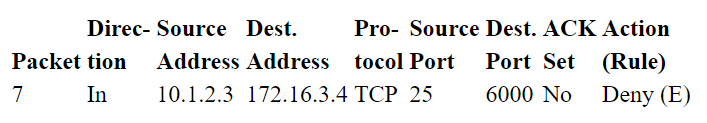 Direc- Source Dest. Pro- Source Dest. ACK Action
Packet tion Address Address tocol Port Port Set (Rule)
7 In 10.1.2.3 172.16.3.4 TCP 25 6000 No Deny (E)